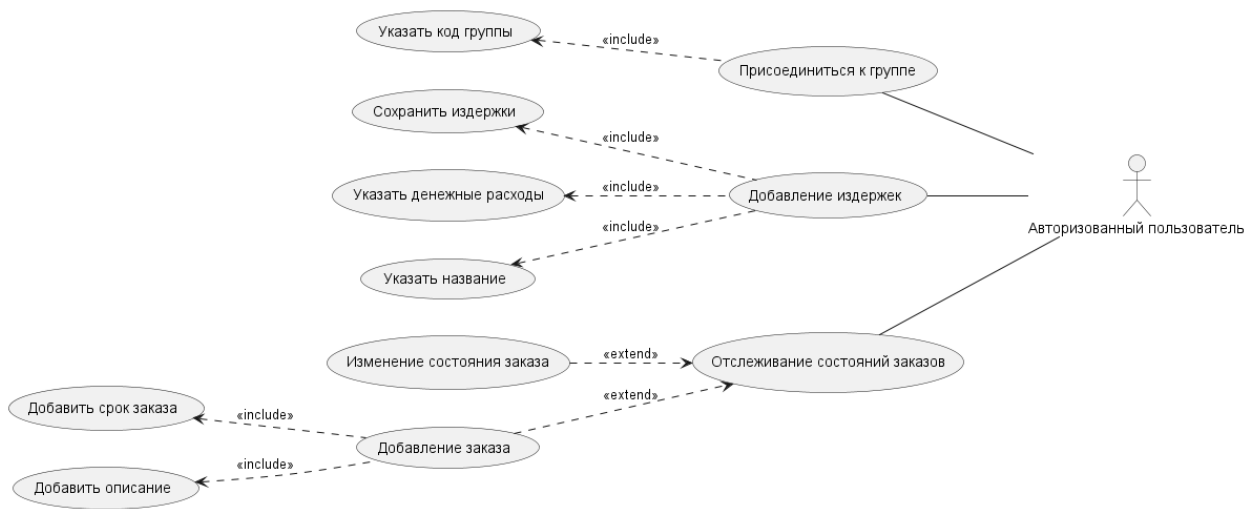 Указать код группы
«include»
Присоединиться к группе
Сохранить издержки
«include»
Указать денежные расходы
«include»
Добавление издержек
«include»
Указать название
Авторизованный пользователь
Изменение состояния заказа
«extend»
Отслеживание состояний заказов
«extend»
Добавить срок заказа
«include»
Добавление заказа
«include»
Добавить описание